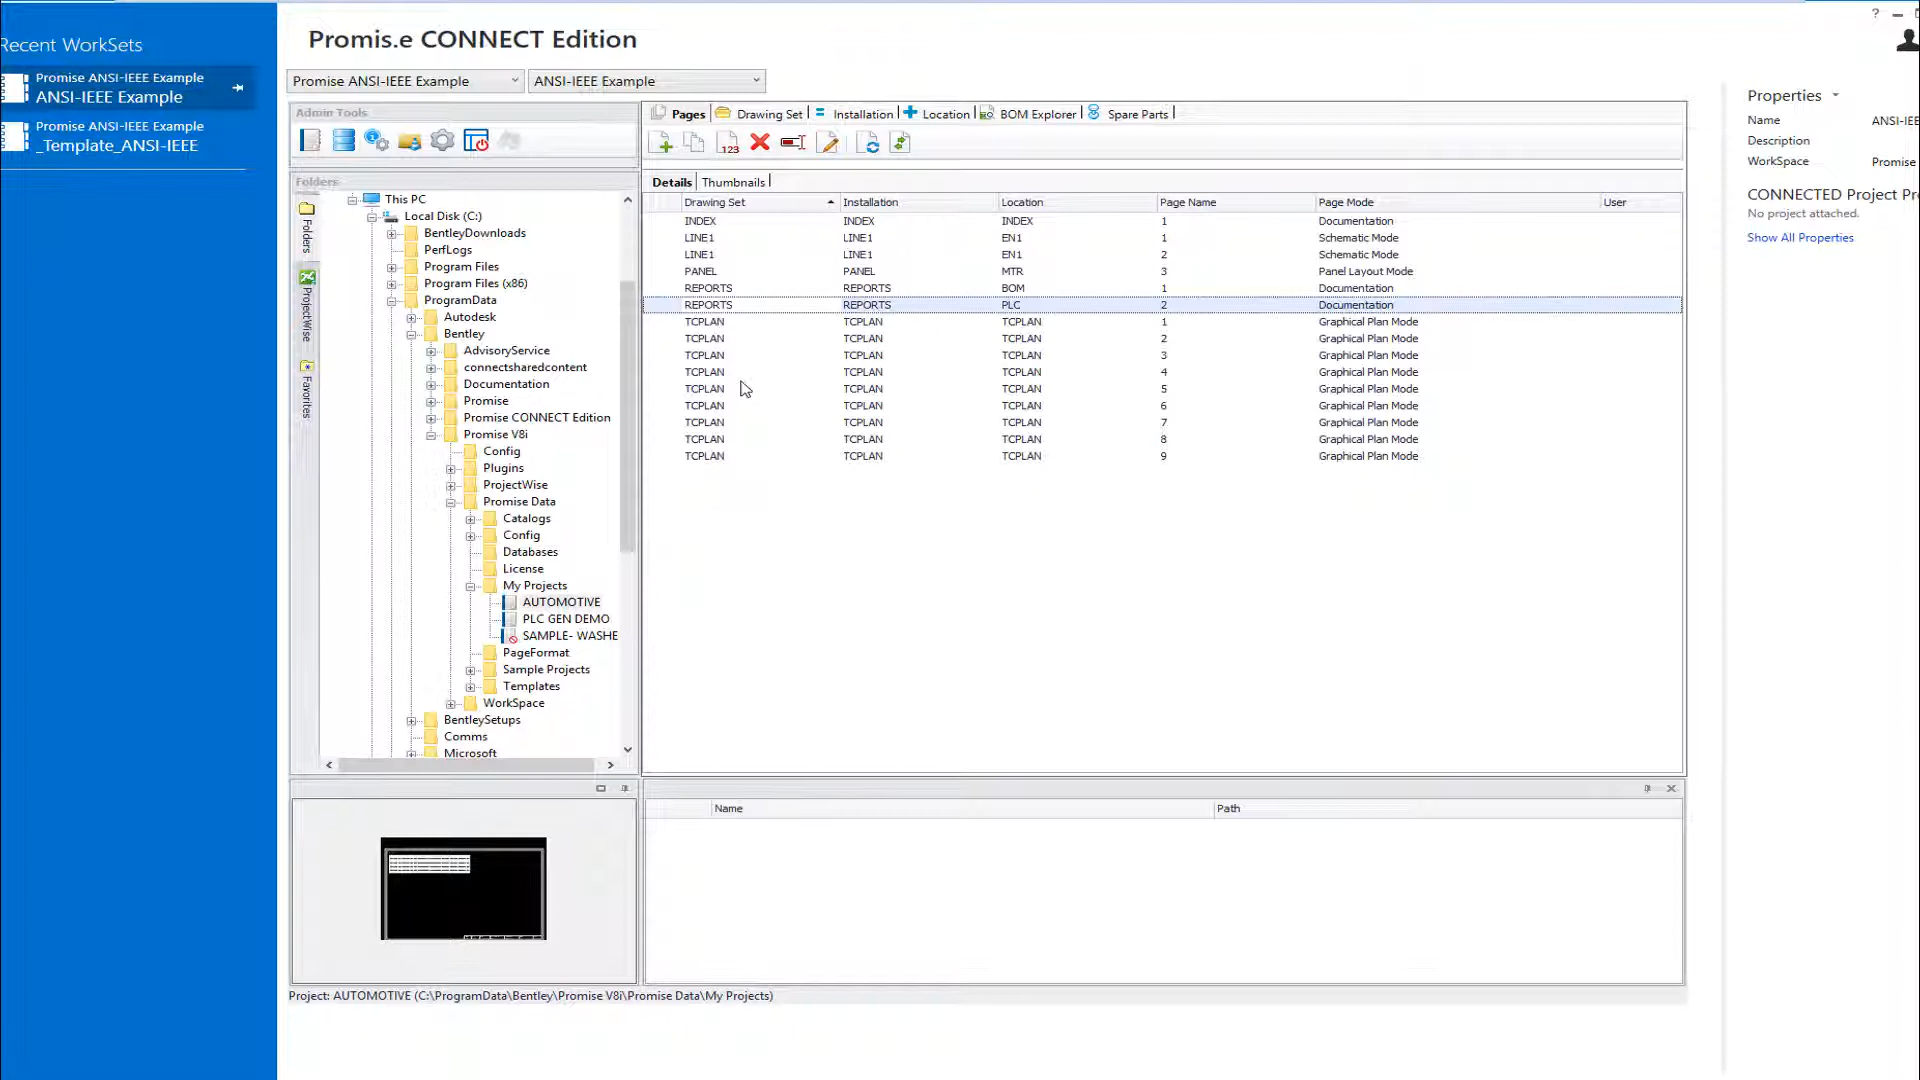 Recent WorkSets
Promise ANSI-IEEE Example
ANSI-IEEE Example
Promise ANSI-IEEE Example
_Template_ANSI-IEEE
Promis.e CONNECT Edition
?
Promise ANSI-IEEE Example
ANSI-IEEE Example
Admin Tools
Folders
Folders
ProjectWise
Favorites
This PC
Local Disk (C:)
BentleyDownloads
PerfLogs
Program Files
Program Files (x86)
ProgramData
Autodesk
Bentley
AdvisoryService
connectsharedcontent
Documentation
Promise
Promise CONNECT Edition
Promise V8i
Config
Plugins
ProjectWise
Promise Data
Catalogs
Config
Databases
License
My Projects
AUTOMOTIVE
PLC GEN DEMO
SAMPLE- WASHE
PageFormat
Sample Projects
Templates
WorkSpace
BentleySetups
Comms
Microsoft
Pages Drawing Set Installation Location BOM Explorer Spare Parts
123
Details Thumbnails
Drawing Set Installation Location Page Name Page Mode User
INDEX INDEX INDEX 1 Documentation
LINE1 LINE1 EN1 1 Schematic Mode
LINE1 LINE1 EN1 2 Schematic Mode
PANEL PANEL MTR 3 Panel Layout Mode
REPORTS REPORTS BOM 1 Documentation
REPORTS REPORTS PLC 2 Documentation
TCPLAN TCPLAN TCPLAN 1 Graphical Plan Mode
TCPLAN TCPLAN TCPLAN 2 Graphical Plan Mode
TCPLAN TCPLAN TCPLAN 3 Graphical Plan Mode
TCPLAN TCPLAN TCPLAN 4 Graphical Plan Mode
TCPLAN TCPLAN TCPLAN 5 Graphical Plan Mode
TCPLAN TCPLAN TCPLAN 6 Graphical Plan Mode
TCPLAN TCPLAN TCPLAN 7 Graphical Plan Mode
TCPLAN TCPLAN TCPLAN 8 Graphical Plan Mode
TCPLAN TCPLAN TCPLAN 9 Graphical Plan Mode
Name Path
Project: AUTOMOTIVE (C:\ProgramData\Bentley\Promise V8i\Promise Data\My Projects)
Properties
Name ANSI-IEE
Description
WorkSpace Promise
CONNECTED Project Pr
No project attached.
Show All Properties